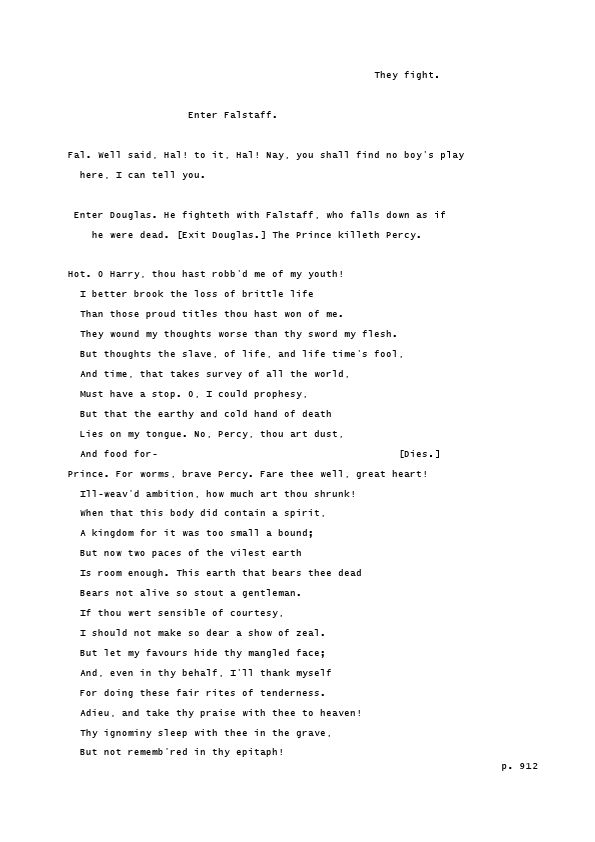 They fight.
Enter Falstaff.
Fal. Well said, Hal! to it, Hal! Nay, you shall find no boy's play
here, I can tell you.
Enter Douglas. He fighteth with Falstaff, who falls down as if
he were dead. [Exit Douglas.] The Prince killeth Percy.
Hot. O Harry, thou hast robb'd me of my youth!
I better brook the loss of brittle life
Than those proud titles thou hast won of me.
They wound my thoughts worse than thy sword my flesh.
But thoughts the slave, of life, and life time's fool,
And time, that takes survey of all the world,
Must have a stop. O, I could prophesy,
But that the earthy and cold hand of death
Lies on my tongue. No, Percy, thou art dust,
And food for- [Dies.]
Prince. For worms, brave Percy. Fare thee well, great heart!
Ill-weav'd ambition, how much art thou shrunk!
When that this body did contain a spirit,
A kingdom for it was too small a bound;
But now two paces of the vilest earth
Is room enough. This earth that bears thee dead
Bears not alive so stout a gentleman.
If thou wert sensible of courtesy,
I should not make so dear a show of zeal.
But let my favours hide thy mangled face;
And, even in thy behalf, I'll thank myself
For doing these fair rites of tenderness.
Adieu, and take thy praise with thee to heaven!
Thy ignominy sleep with thee in the grave,
But not rememb'red in thy epitaph!
p. 912